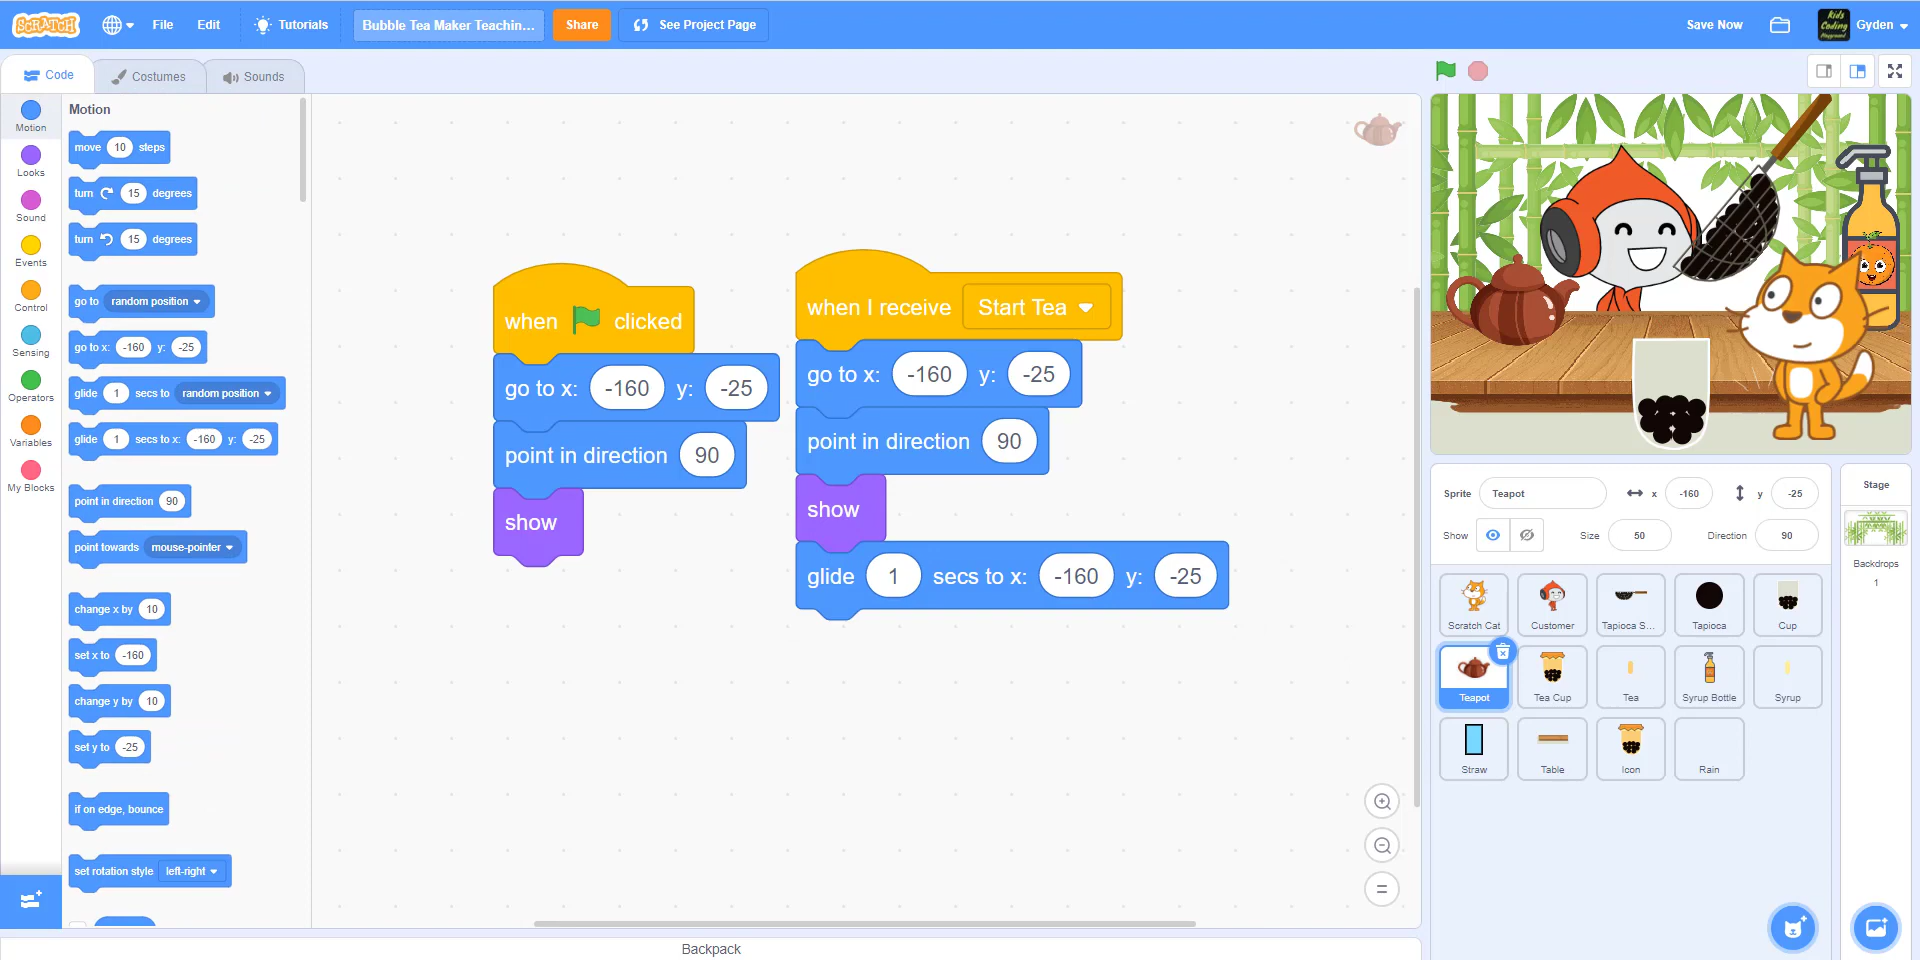 SCRATCH
File
Edit
Tutorials
Bubble Tea Maker Teachin...
Share
See Project Page
Save Now
Kids
Coding
Playground
Gyden
Code
Costumes
Sounds
Motion
Looks
Sound
Events
Control
Sensing
Operators
Variables
My Blocks
Motion
move 10 steps
turn 15 degrees
turn 15 degrees
go to random position
go to x: -160 y: -25
glide 1 secs to random position
glide 1 secs to x: -160 y: -25
point in direction 90
point towards mouse-pointer
change x by 10
set x to -160
change y by 10
set y to -25
if on edge, bounce
set rotation style left-right
when clicked
go to x: -160 y: -25
point in direction 90
show
when I receive Start Tea
go to x: -160 y: -25
point in direction 90
show
glide 1 secs to x: -160 y: -25
Backpack
Sprite Teapot x -160 y -25
Show Size 50 Direction 90
Scratch Cat
Customer
Tapioca S...
Tapioca
Cup
Teapot
Tea Cup
Tea
Syrup Bottle
Syrup
Straw
Table
Icon
Rain
Stage
Backdrops
1